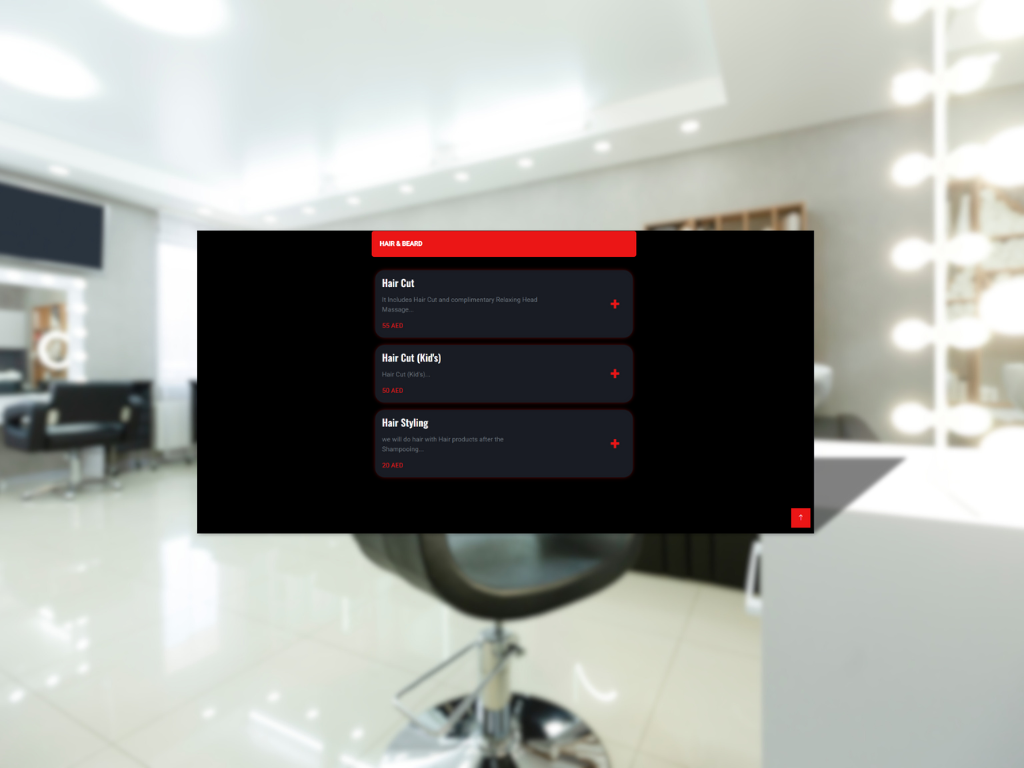 HAIR & BEARD
Hair Cut
It Includes Hair Cut and complimentary Relaxing Head
Massage...
55 AED
Hair Cut (Kid's)
Hair Cut (Kid's)...
50 AED
Hair Styling
we will do hair with Hair products after the
Shampooing...
20 AED